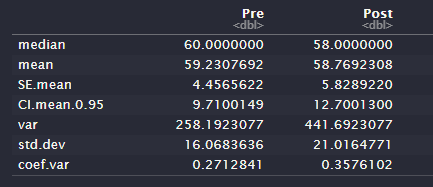 Pre Post
<dbl> <dbl>
median 60.0000000 58.0000000
mean 59.2307692 58.7692308
SE.mean 4.4565622 5.8289220
CI.mean.0.95 9.7100149 12.7001300
var 258.1923077 441.6923077
std.dev 16.0683636 21.0164771
coef.var 0.2712841 0.3576102